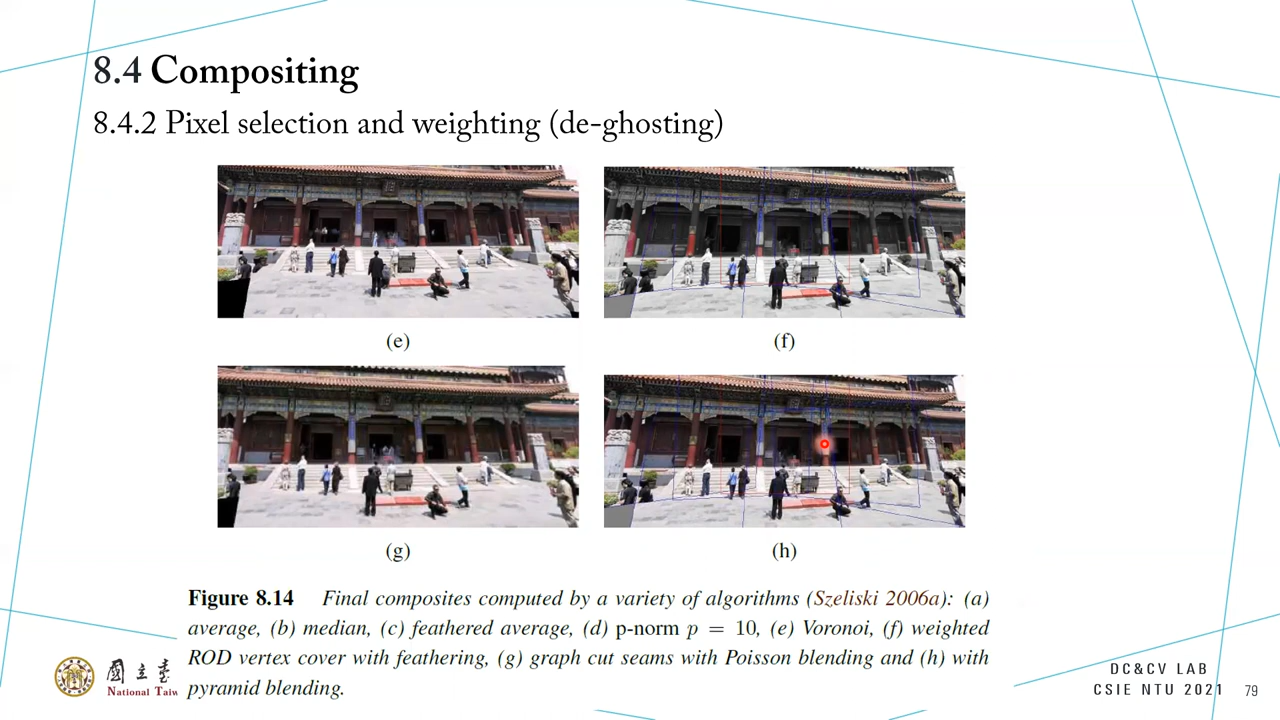 8.4 Compositing
8.4.2 Pixel selection and weighting (de-ghosting)
(e)
(f)
(g)
(h)
Figure 8.14 Final composites computed by a variety of algorithms (Szeliski 2006a): (a)
average, (b) median, (c) feathered average, (d) p-norm p = 10, (e) Voronoi, (f) weighted
ROD vertex cover with feathering, (g) graph cut seams with Poisson blending and (h) with
pyramid blending.
國立臺
National Taiw
DC&CV LAB
CSIE NTU 2021
79